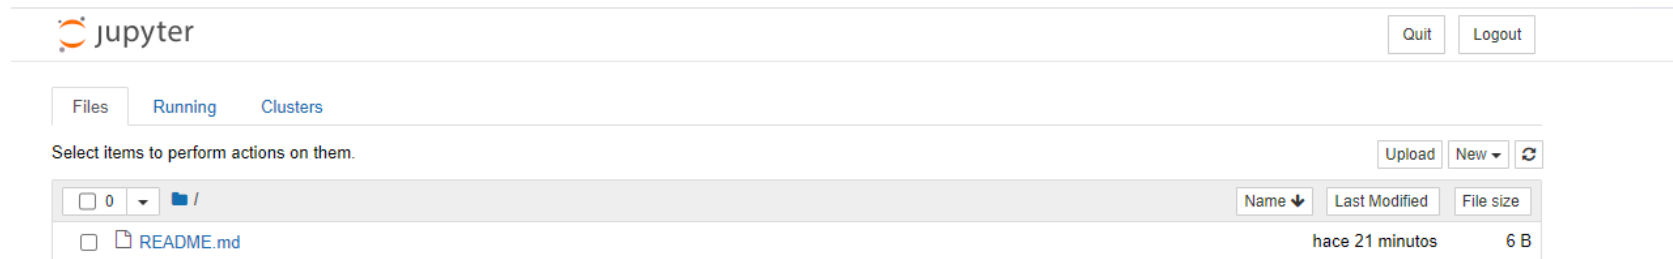 jupyter Quit Logout
Files Running Clusters
Select items to perform actions on them. Upload New
0 / Name Last Modified File size
README.md hace 21 minutos 6 B